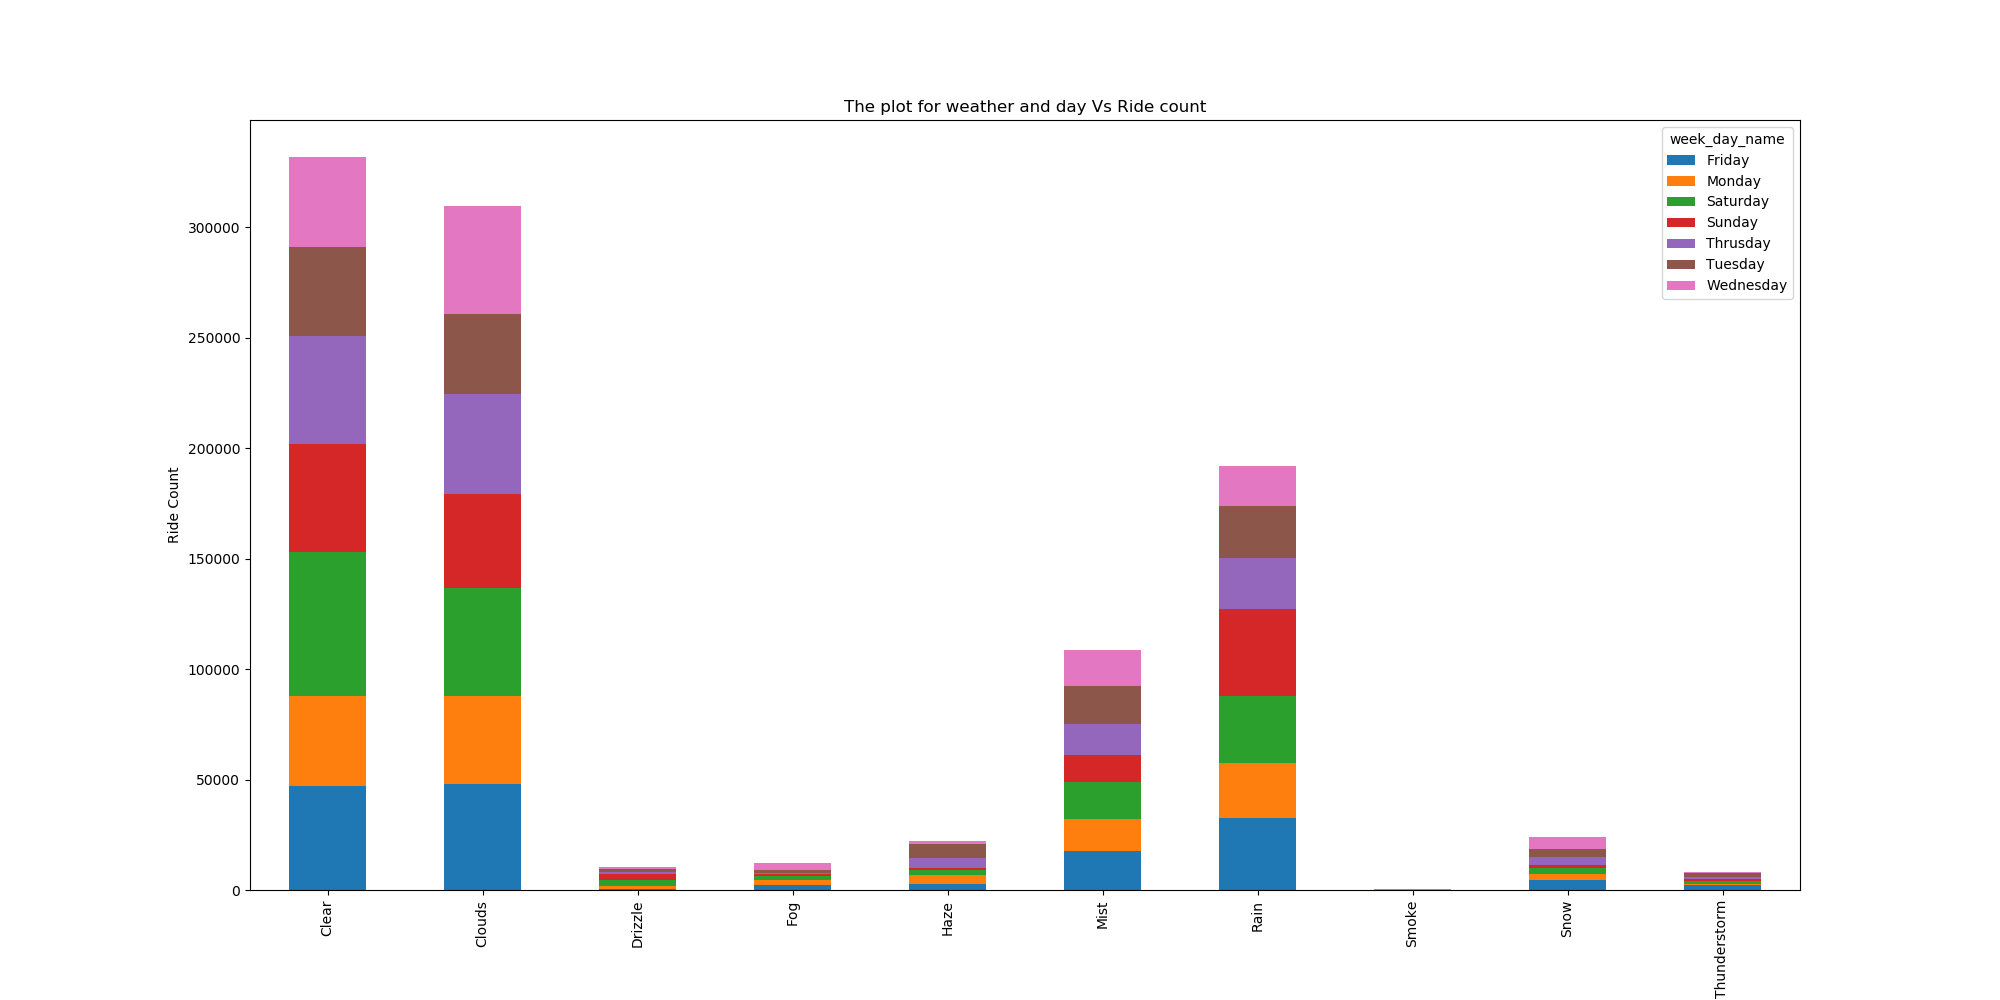 The plot for weather and day Vs Ride count
week_day_name
Friday
Monday
Saturday
Sunday
Thrusday
Tuesday
Wednesday
Ride Count
300000
250000
200000
150000
100000
50000
0
Clear
Clouds
Drizzle
Fog
Haze
Mist
Rain
Smoke
Snow
Thunderstorm